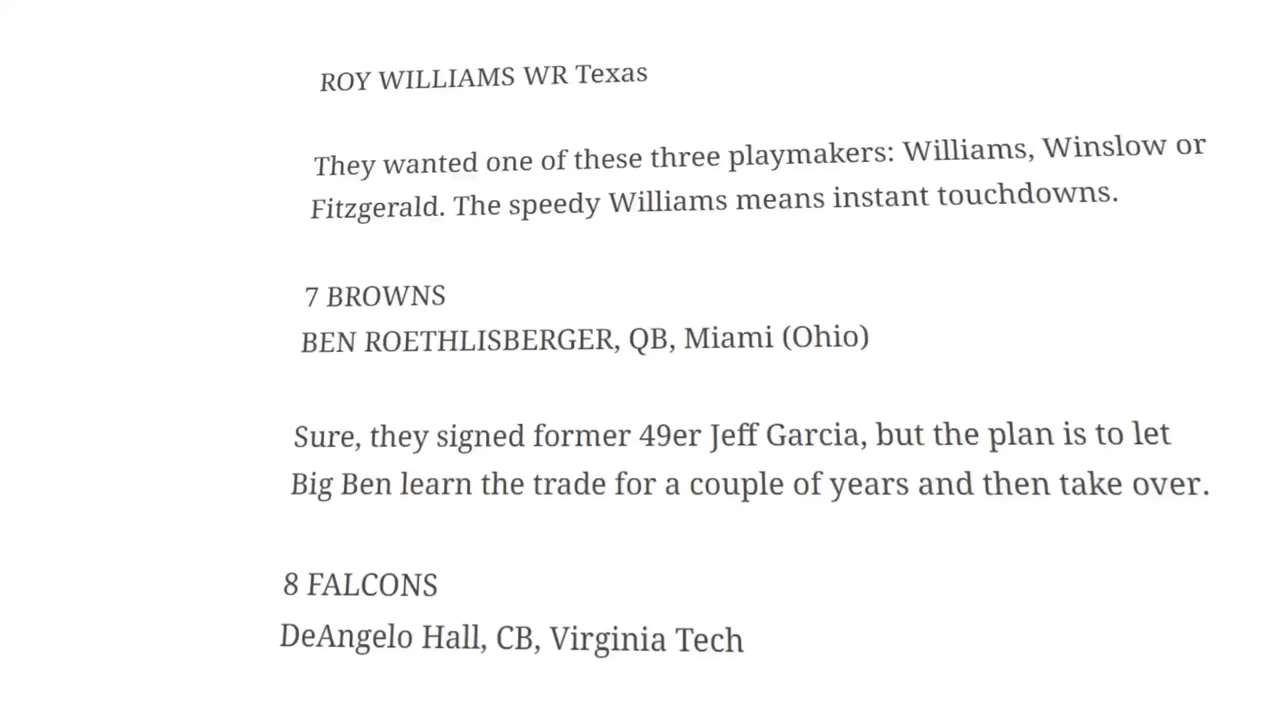 ROY WILLIAMS WR Texas
They wanted one of these three playmakers: Williams, Winslow or
Fitzgerald. The speedy Williams means instant touchdowns.
7 BROWNS
BEN ROETHLISBERGER, QB, Miami (Ohio)
Sure, they signed former 49er Jeff Garcia, but the plan is to let
Big Ben learn the trade for a couple of years and then take over.
8 FALCONS
DeAngelo Hall, CB, Virginia Tech